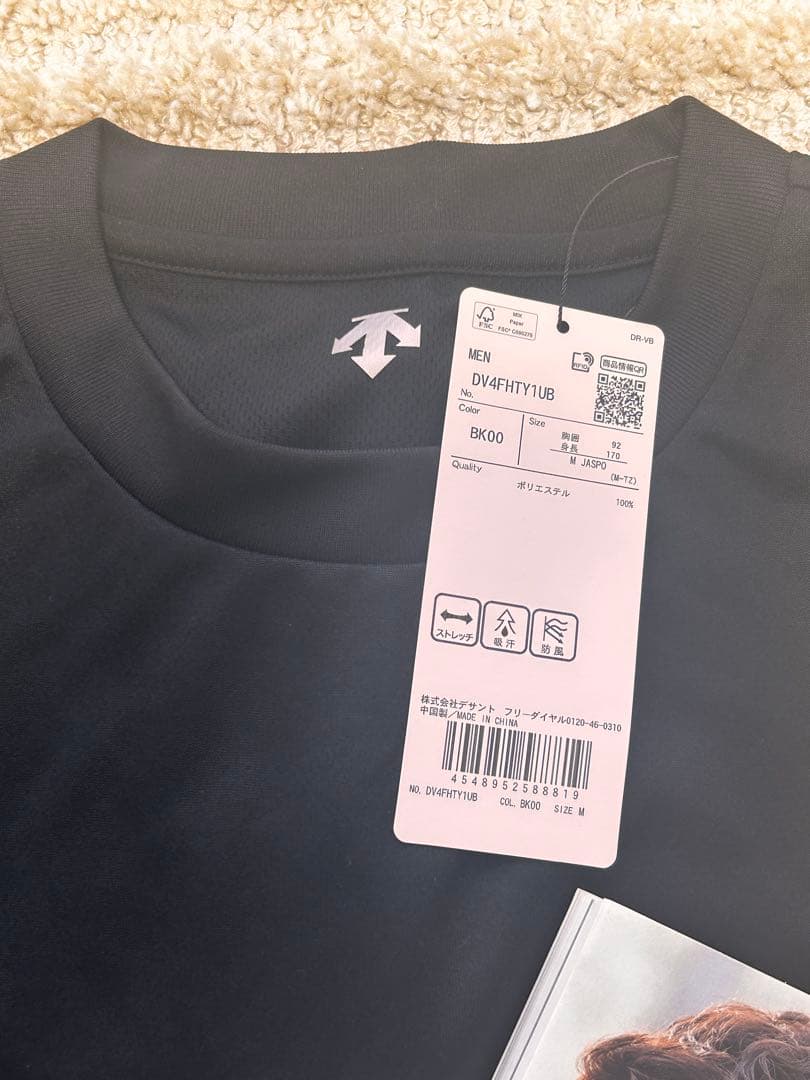 FSC
MIX
Paper
FSC® C695275
DR-VB
MEN
RFID
商品情報QR
No.
DV4FHTY1UB
Color
BK00
Size
胸囲 92
身長 170
M JASPO
(M-TZ)
Quality
ポリエステル 100%
ストレッチ
吸汗
防風
株式会社デサント フリーダイヤル0120-46-0310
中国製/MADE IN CHINA
4548952588819
NO. DV4FHTY1UB COL. BK00 SIZE M